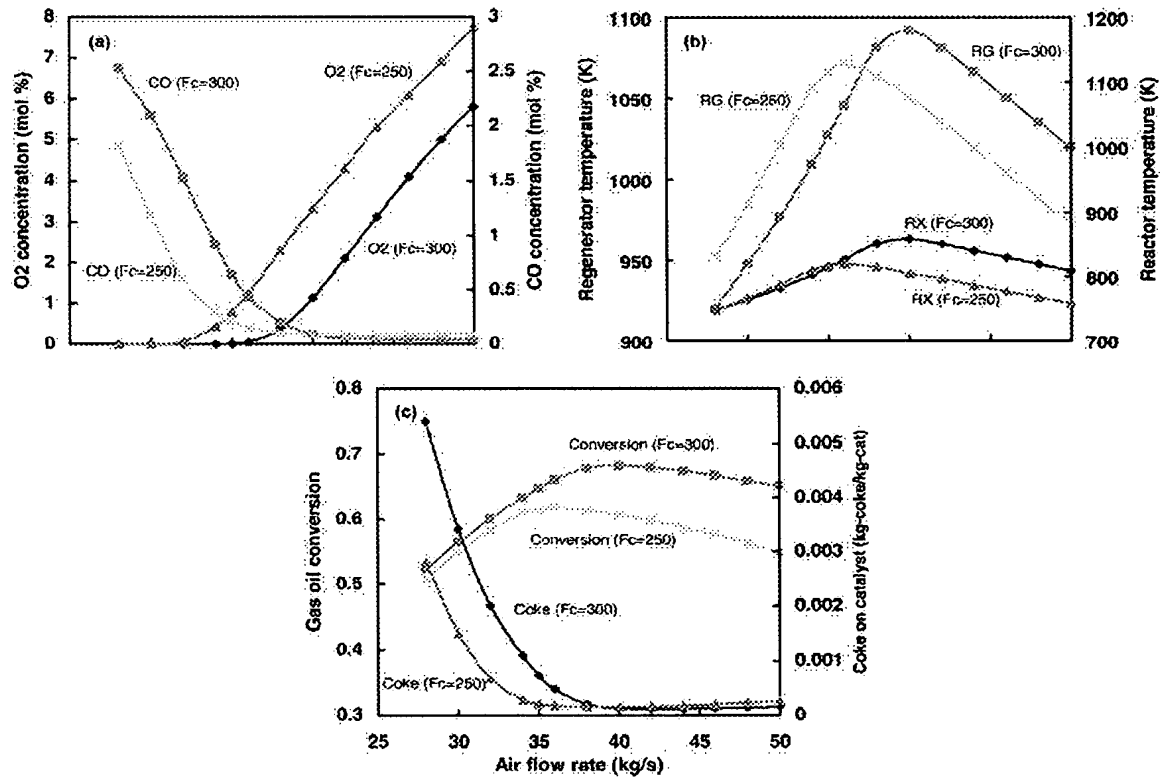 (a)
O2 concentration (mol %)
8
7
6
5
4
3
2
1
0
CO (Fc=300)
O2 (Fc=250)
CO (Fc=250)
O2 (Fc=300)
3
2.5
2
1.5
1
0.5
0
CO concentration (mol %)
(b)
Regenerator temperature (K)
1100
1050
1000
950
900
RG (Fc=300)
RG (Fc=250)
RX (Fc=300)
RX (Fc=250)
1200
1100
1000
900
800
700
Reactor temperature (K)
(c)
Gas oil conversion
0.8
0.7
0.6
0.5
0.4
0.3
Conversion (Fc=300)
Conversion (Fc=250)
Coke (Fc=300)
Coke (Fc=250)
0.006
0.005
0.004
0.003
0.002
0.001
0
Coke on catalyst (kg-coke/kg-cat)
25 30 35 40 45 50
Air flow rate (kg/s)